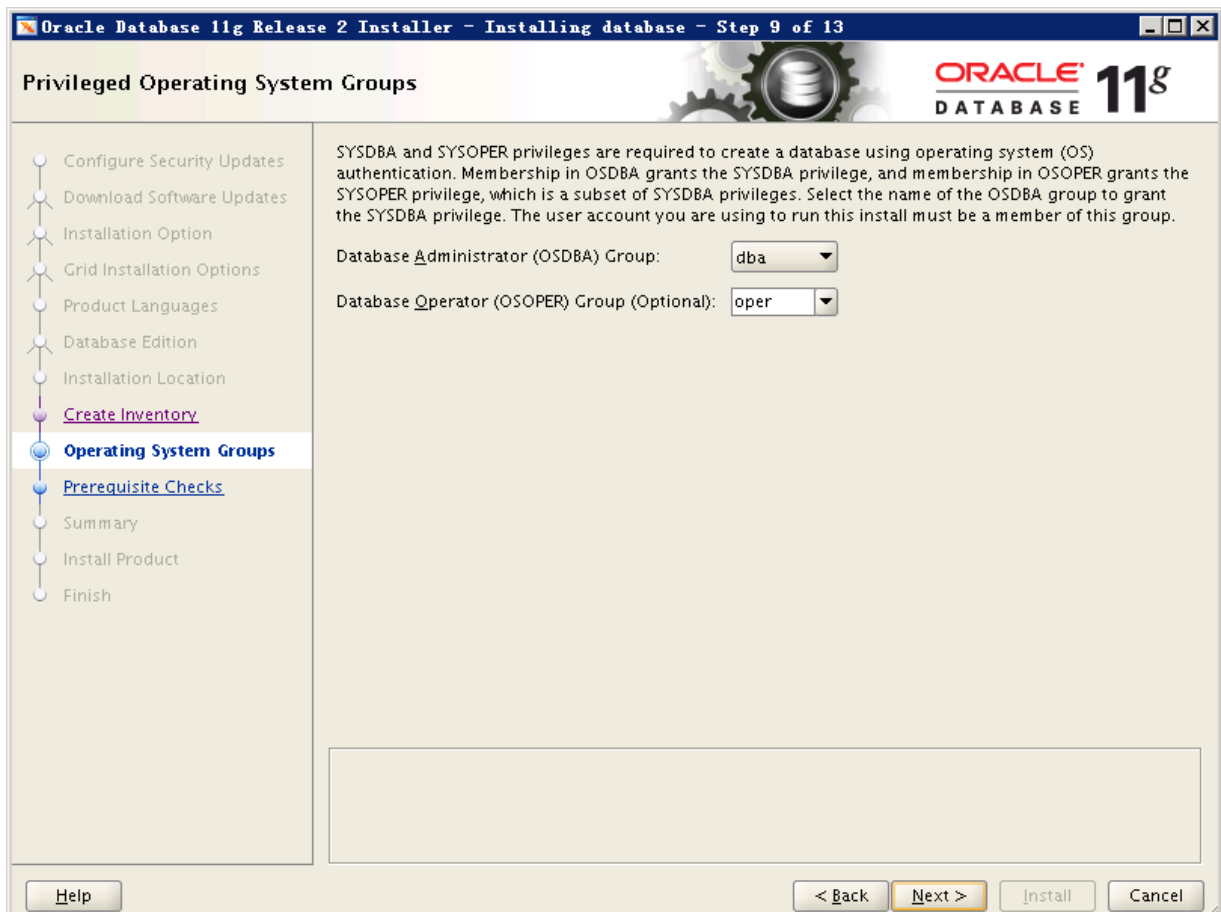 Oracle Database 11g Release 2 Installer - Installing database - Step 9 of 13
Privileged Operating System Groups
ORACLE
DATABASE
11g
Configure Security Updates
Download Software Updates
Installation Option
Grid Installation Options
Product Languages
Database Edition
Installation Location
Create Inventory
Operating System Groups
Prerequisite Checks
Summary
Install Product
Finish
SYSDBA and SYSOPER privileges are required to create a database using operating system (OS)
authentication. Membership in OSDBA grants the SYSDBA privilege, and membership in OSOPER grants the
SYSOPER privilege, which is a subset of SYSDBA privileges. Select the name of the OSDBA group to grant
the SYSDBA privilege. The user account you are using to run this install must be a member of this group.
Database Administrator (OSDBA) Group: dba
Database Operator (OSOPER) Group (Optional): oper
Help
< Back
Next >
Install
Cancel